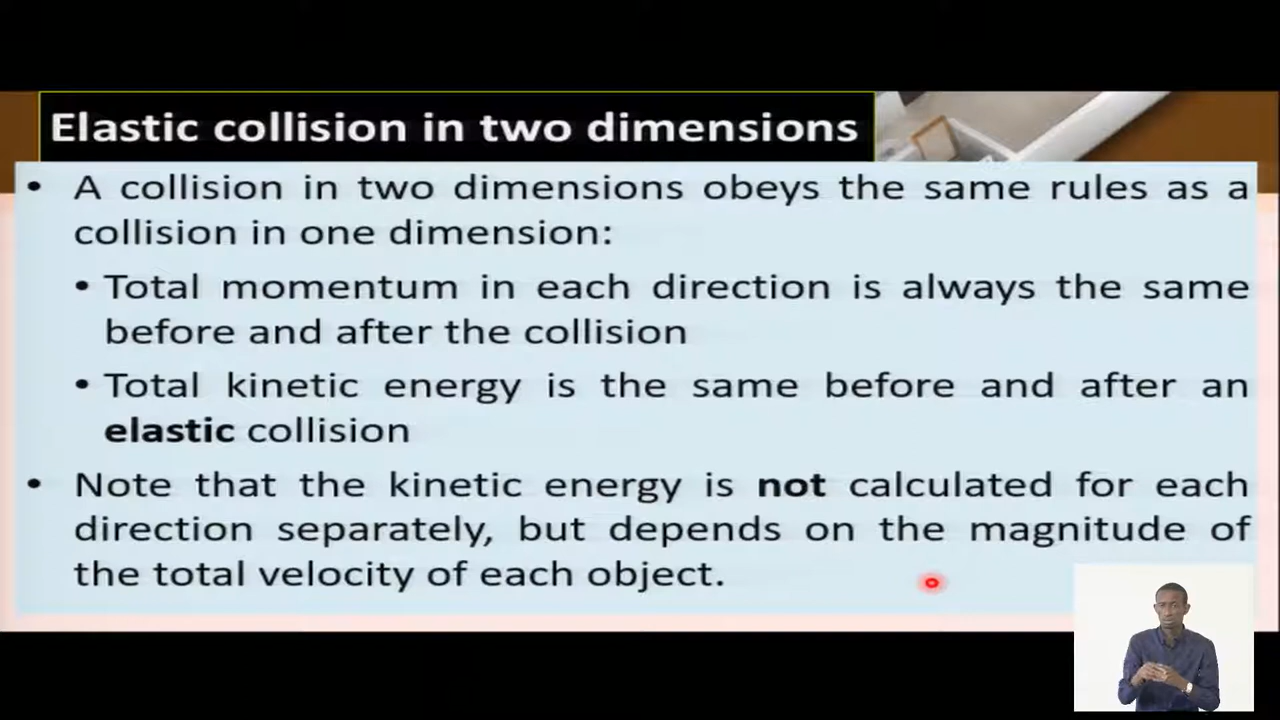 Elastic collision in two dimensions
• A collision in two dimensions obeys the same rules as a
collision in one dimension:
• Total momentum in each direction is always the same
before and after the collision
• Total kinetic energy is the same before and after an
elastic collision
• Note that the kinetic energy is not calculated for each
direction separately, but depends on the magnitude of
the total velocity of each object.